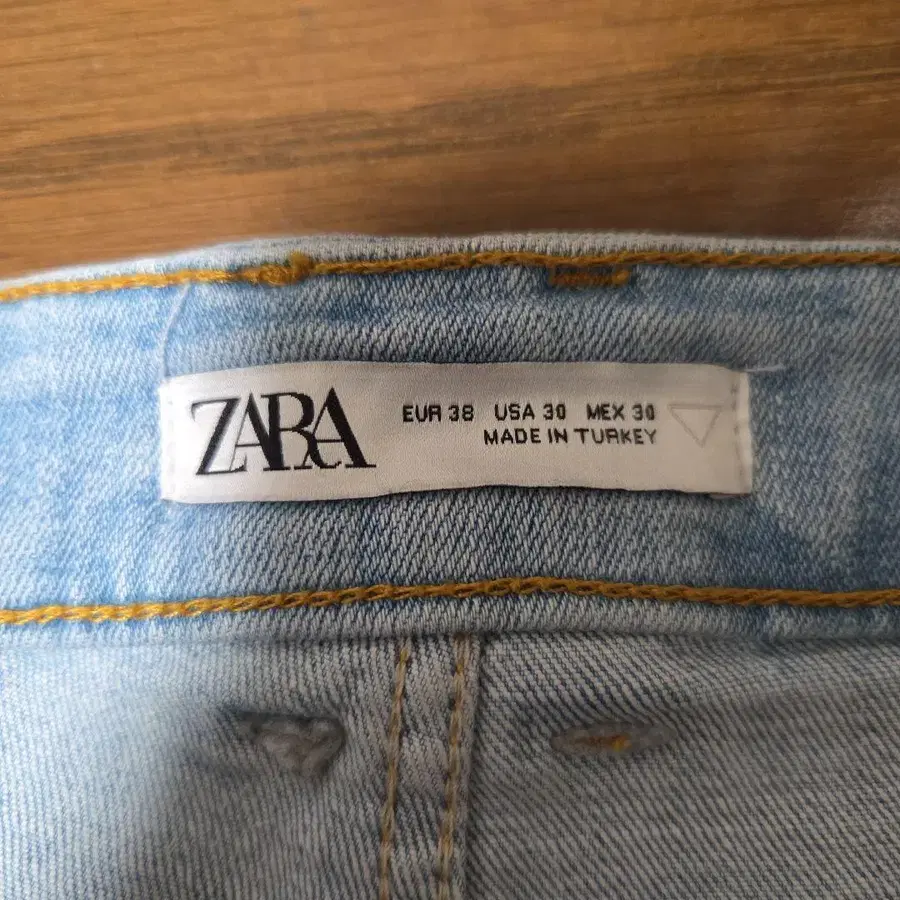 ZARA
EUR 38 USA 30 MEX 30
MADE IN TURKEY